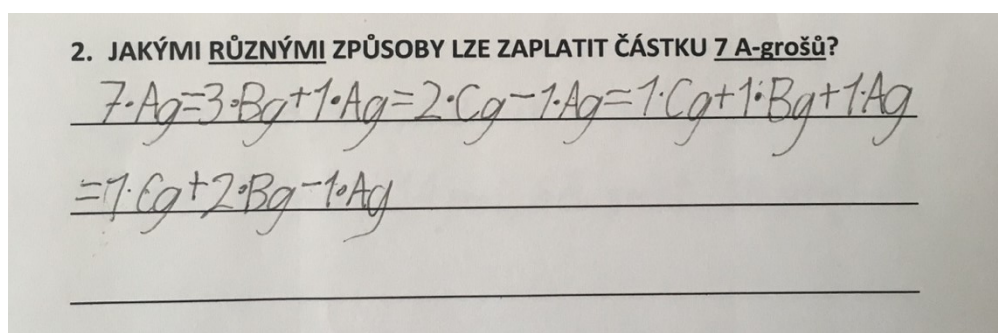 2. JAKÝMI RŮZNÝMI ZPŮSOBY LZE ZAPLATIT ČÁSTKU 7 A-grošů?
7·Ag=3·Bg+1·Ag=2·Cg-1·Ag=1·Cg+1·Bg+1·Ag
=1·Cg+2·Bg-1·Ag